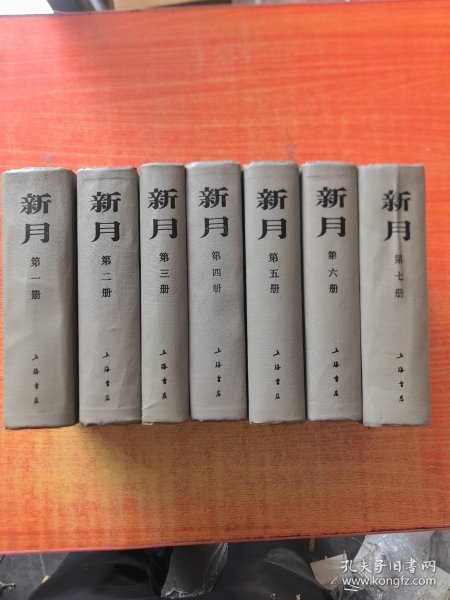 新月
第一册
上海书店
新月
第二册
上海书店
新月
第三册
上海书店
新月
第四册
上海书店
新月
第五册
上海书店
新月
第六册
上海书店
新月
第七册
上海书店
孔夫子旧书网
www.kongfz.com